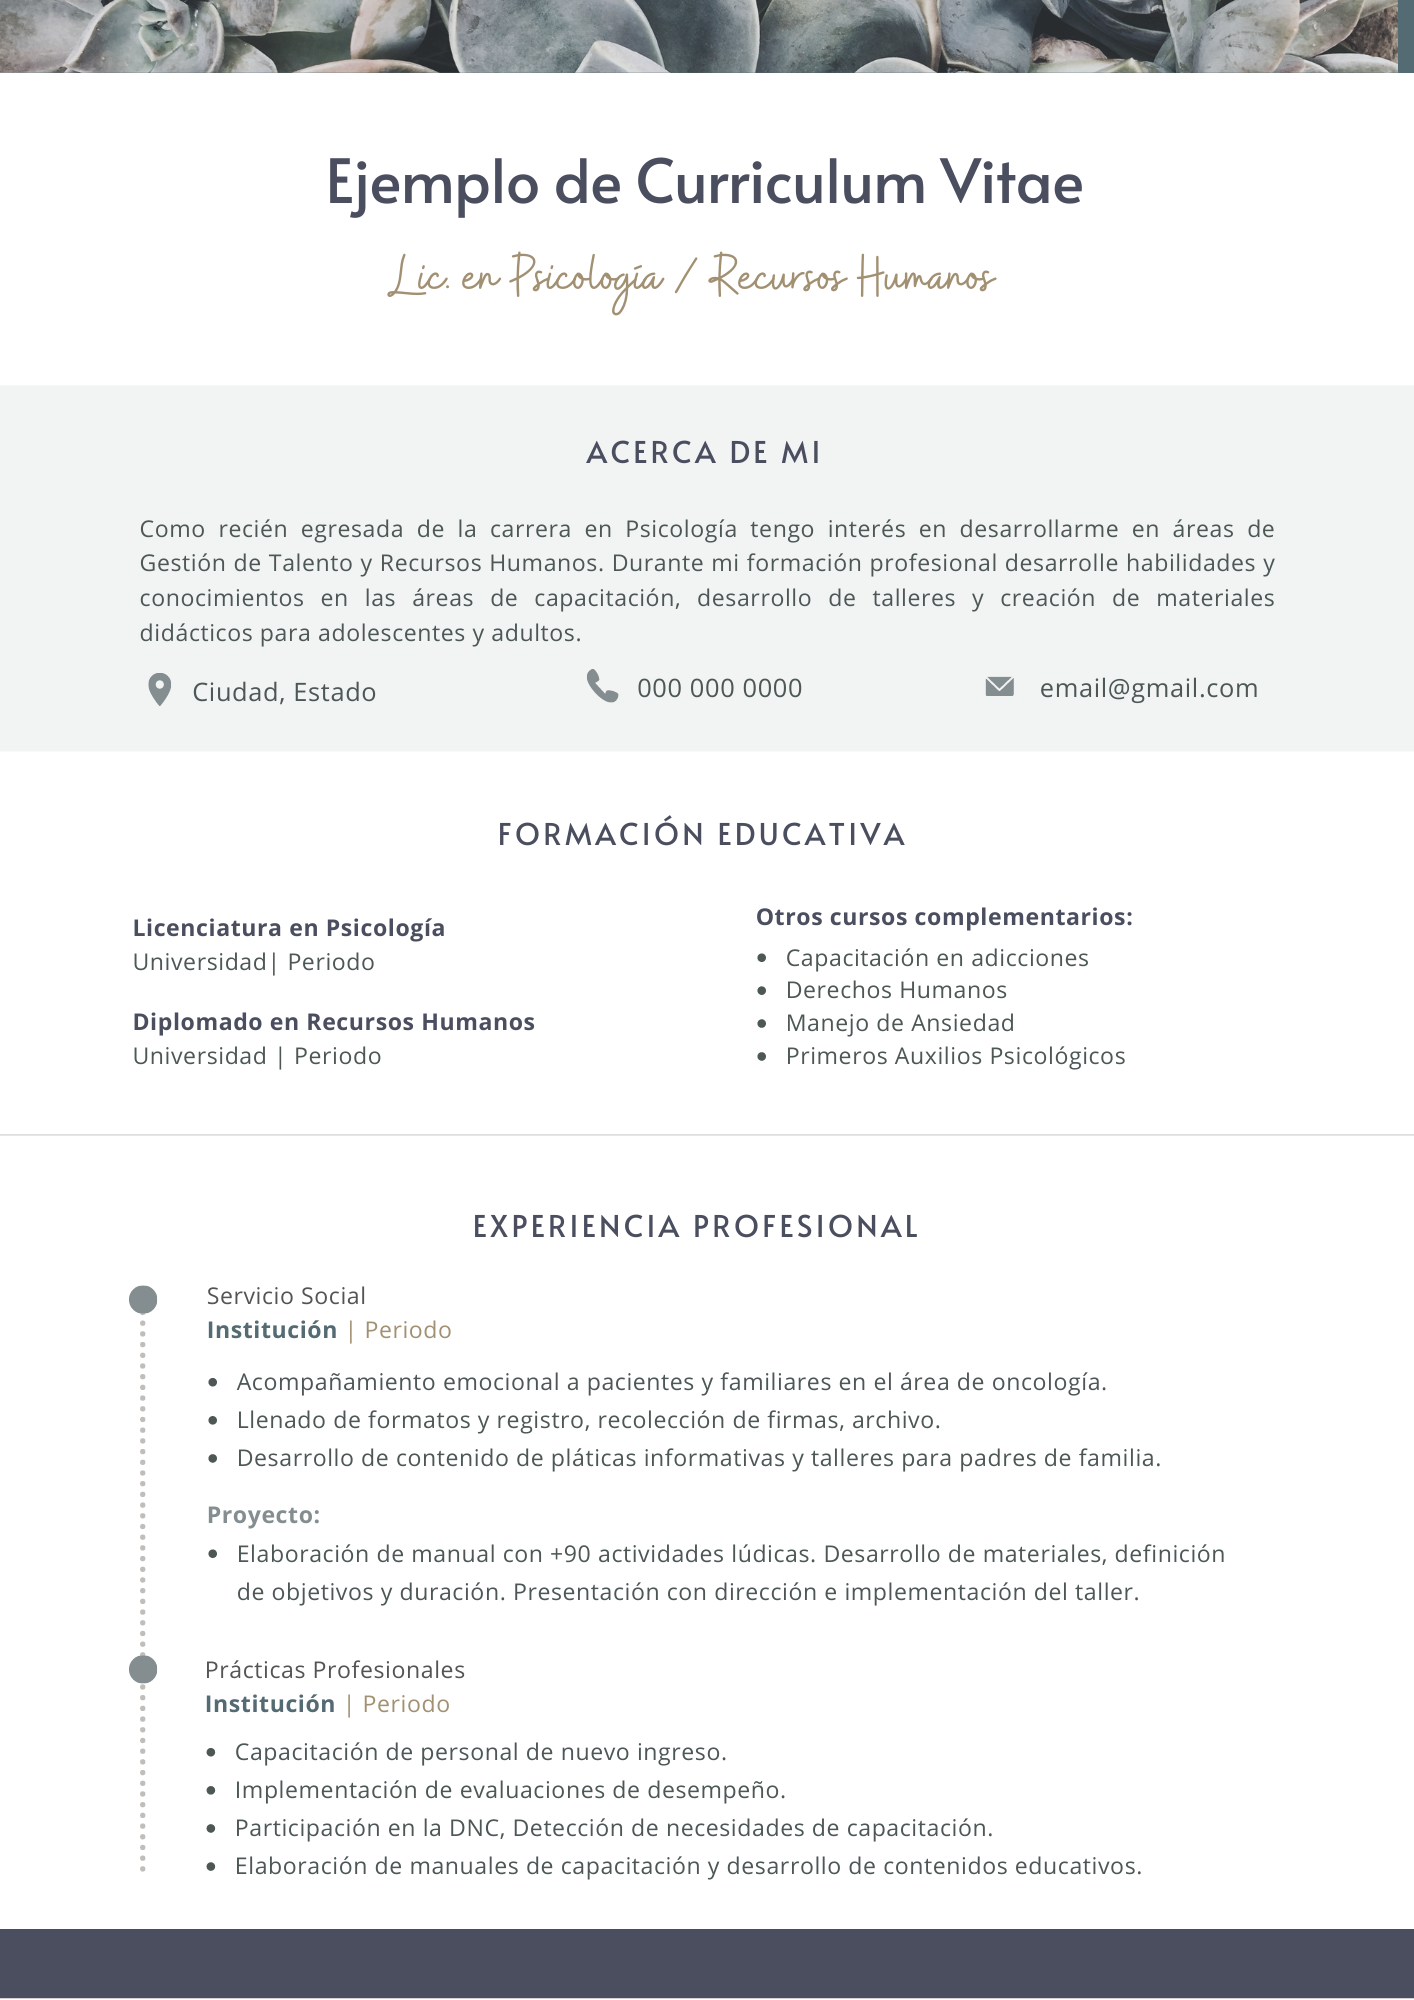 Ejemplo de Curriculum Vitae
Lic. en Psicología / Recursos Humanos
ACERCA DE MI
Como recién egresada de la carrera en Psicología tengo interés en desarrollarme en áreas de
Gestión de Talento y Recursos Humanos. Durante mi formación profesional desarrolle habilidades y
conocimientos en las áreas de capacitación, desarrollo de talleres y creación de materiales
didácticos para adolescentes y adultos.
Ciudad, Estado
000 000 0000
email@gmail.com
FORMACIÓN EDUCATIVA
Licenciatura en Psicología
Universidad| Periodo
Diplomado en Recursos Humanos
Universidad | Periodo
Otros cursos complementarios:
• Capacitación en adicciones
• Derechos Humanos
• Manejo de Ansiedad
• Primeros Auxilios Psicológicos
EXPERIENCIA PROFESIONAL
Servicio Social
Institución | Periodo
• Acompañamiento emocional a pacientes y familiares en el área de oncología.
• Llenado de formatos y registro, recolección de firmas, archivo.
• Desarrollo de contenido de pláticas informativas y talleres para padres de familia.
Proyecto:
• Elaboración de manual con +90 actividades lúdicas. Desarrollo de materiales, definición
de objetivos y duración. Presentación con dirección e implementación del taller.
Prácticas Profesionales
Institución | Periodo
• Capacitación de personal de nuevo ingreso.
• Implementación de evaluaciones de desempeño.
• Participación en la DNC, Detección de necesidades de capacitación.
• Elaboración de manuales de capacitación y desarrollo de contenidos educativos.